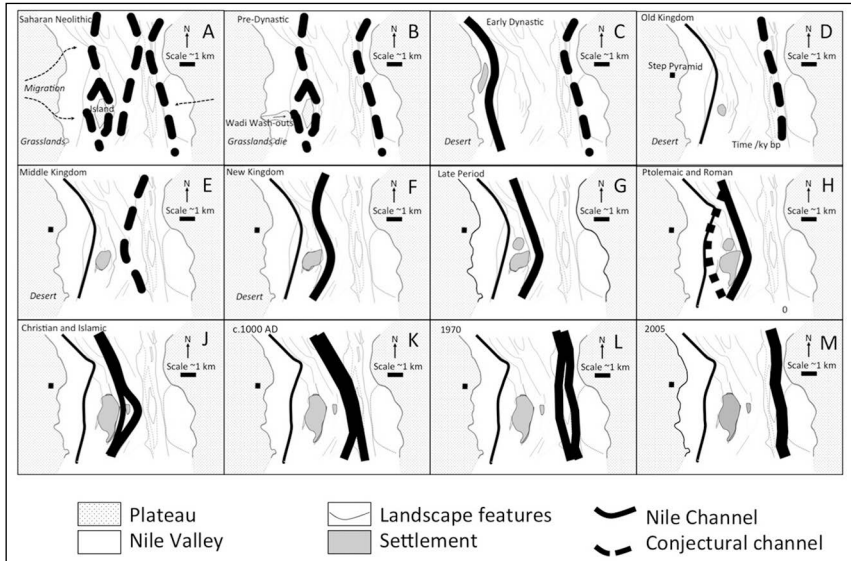 Saharan Neolithic
A
N
Scale ~1 km
Migration
Island
Grasslands
Pre-Dynastic
B
N
Scale ~1 km
Wadi Wash-outs
Grasslands die
Early Dynastic
C
N
Scale ~1 km
Desert
Old Kingdom
D
N
Scale ~1 km
Step Pyramid
Desert
Time /ky bp
Middle Kingdom
E
N
Scale ~1 km
Desert
New Kingdom
F
N
Scale ~1 km
Desert
Late Period
G
N
Scale ~1 km
Ptolemaic and Roman
H
N
Scale ~1 km
0
Christian and Islamic
J
N
Scale ~1 km
c.1000 AD
K
N
Scale ~1 km
1970
L
N
Scale ~1 km
2005
M
N
Scale ~1 km
Plateau
Nile Valley
Landscape features
Settlement
Nile Channel
Conjectural channel